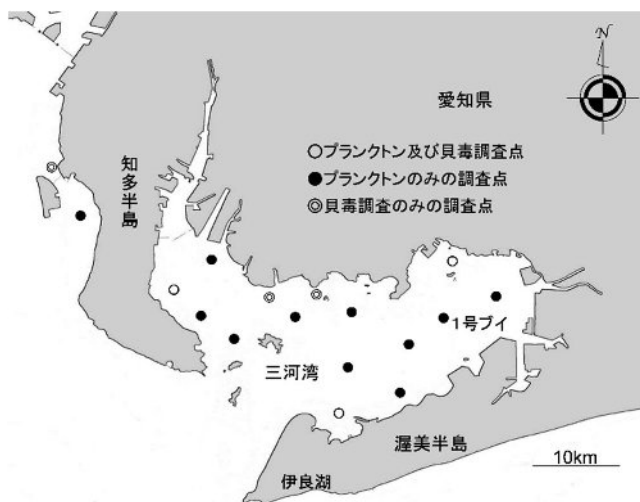 N
愛知県
知多半島
○プランクトン及び貝毒調査点
●プランクトンのみの調査点
◎貝毒調査のみの調査点
1号ブイ
三河湾
渥美半島
伊良湖
10km